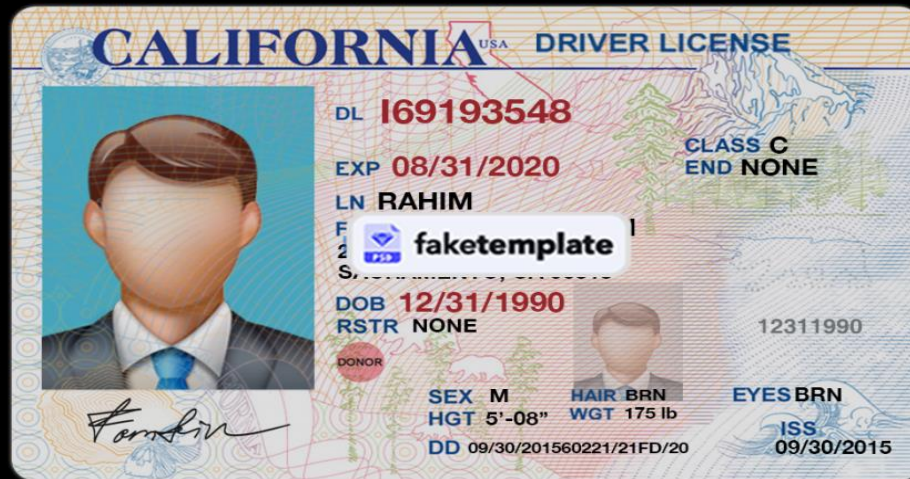 CALIFORNIA USA DRIVER LICENSE
DL I69193548
CLASS C
EXP 08/31/2020
END NONE
LN RAHIM
faketemplate
PSD
DOB 12/31/1990
RSTR NONE
12311990
DONOR
SEX M HAIR BRN EYES BRN
HGT 5'-08" WGT 175 lb
ISS
DD 09/30/201560221/21FD/20 09/30/2015